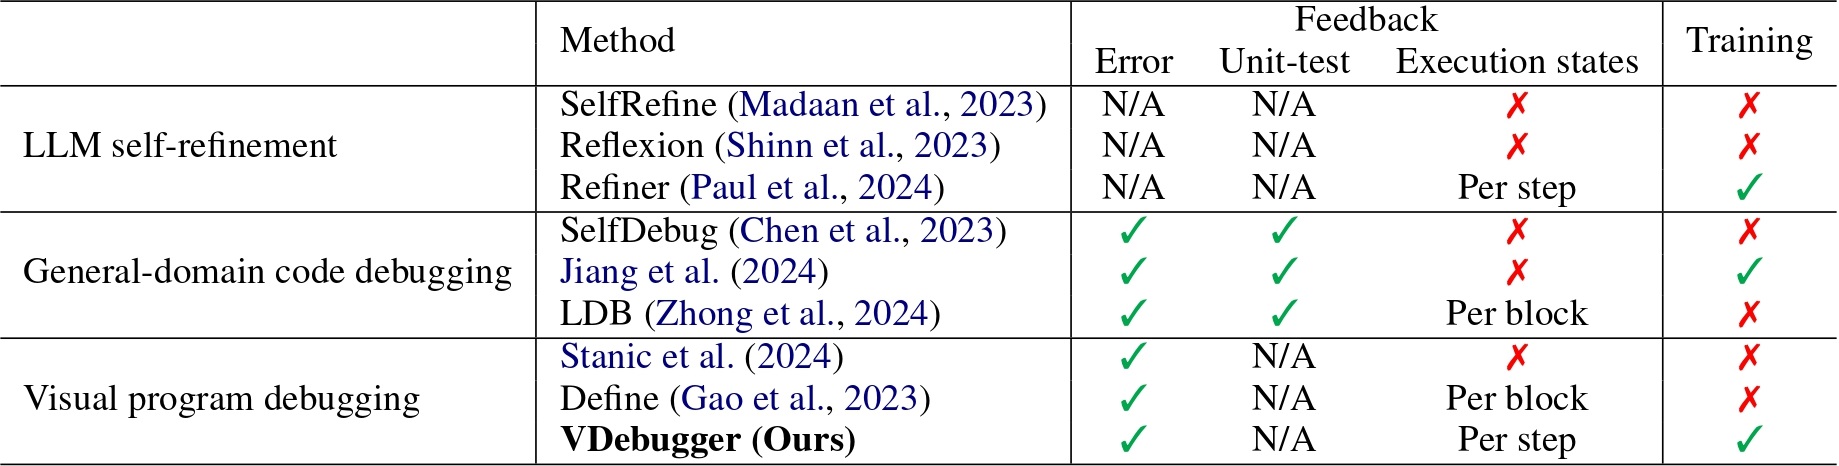 Method Feedback Training
Error Unit-test Execution states
LLM self-refinement
SelfRefine (Madaan et al., 2023) N/A N/A ✗ ✗
Reflexion (Shinn et al., 2023) N/A N/A ✗ ✗
Refiner (Paul et al., 2024) N/A N/A Per step ✓
General-domain code debugging
SelfDebug (Chen et al., 2023) ✓ ✓ ✗ ✗
Jiang et al. (2024) ✓ ✓ ✗ ✓
LDB (Zhong et al., 2024) ✓ ✓ Per block ✗
Visual program debugging
Stanic et al. (2024) ✓ N/A ✗ ✗
Define (Gao et al., 2023) ✓ N/A Per block ✗
VDebugger (Ours) ✓ N/A Per step ✓